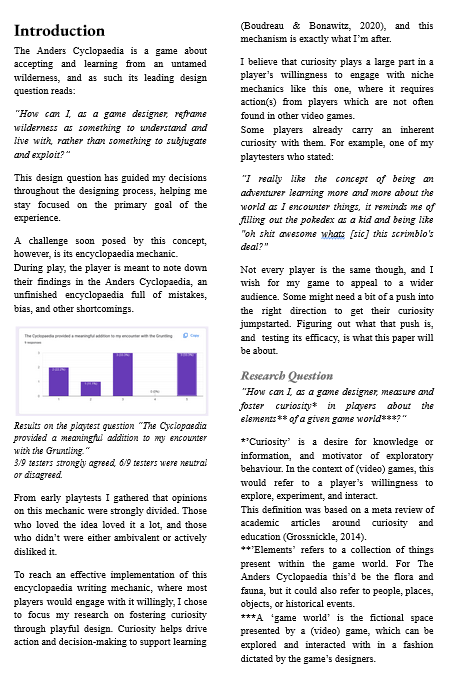 Introduction
The Anders Cyclopaedia is a game about
accepting and learning from an untamed
wilderness, and as such its leading design
question reads:
"How can I, as a game designer, reframe
wilderness as something to understand and
live with, rather than something to subjugate
and exploit?"
This design question has guided my decisions
throughout the designing process, helping me
stay focused on the primary goal of the
experience.
A challenge soon posed by this concept,
however, is its encyclopaedia mechanic.
During play, the player is meant to note down
their findings in the Anders Cyclopaedia, an
unfinished encyclopaedia full of mistakes,
bias, and other shortcomings.
The Cyclopaedia provided a meaningful addition to my encounter with the Gruntling.
Copy
9 responses
Results on the playtest question "The Cyclopaedia
provided a meaningful addition to my encounter
with the Gruntling."
3/9 testers strongly agreed, 6/9 testers were neutral
or disagreed.
From early playtests I gathered that opinions
on this mechanic were strongly divided. Those
who loved the idea loved it a lot, and those
who didn't were either ambivalent or actively
disliked it.
To reach an effective implementation of this
encyclopaedia writing mechanic, where most
players would engage with it willingly, I chose
to focus my research on fostering curiosity
through playful design. Curiosity helps drive
action and decision-making to support learning
(Boudreau & Bonawitz, 2020), and this
mechanism is exactly what I'm after.
I believe that curiosity plays a large part in a
player's willingness to engage with niche
mechanics like this one, where it requires
action(s) from players which are not often
found in other video games.
Some players already carry an inherent
curiosity with them. For example, one of my
playtesters who stated:
"I really like the concept of being an
adventurer learning more and more about the
world as I encounter things, it reminds me of
filling out the pokedex as a kid and being like
"oh shit awesome whats [sic] this scrimblo's
deal?"
Not every player is the same though, and I
wish for my game to appeal to a wider
audience. Some might need a bit of a push into
the right direction to get their curiosity
jumpstarted. Figuring out what that push is,
and testing its efficacy, is what this paper will
be about.
Research Question
"How can I, as a game designer, measure and
foster curiosity* in players about the
elements** of a given game world***?"
*'Curiosity' is a desire for knowledge or
information, and motivator of exploratory
behaviour. In the context of (video) games, this
would refer to a player's willingness to
explore, experiment, and interact.
This definition was based on a meta review of
academic articles around curiosity and
education (Grossnickle, 2014).
**'Elements' refers to a collection of things
present within the game world. For The
Anders Cyclopaedia this'd be the flora and
fauna, but it could also refer to people, places,
objects, or historical events.
***A 'game world' is the fictional space
presented by a (video) game, which can be
explored and interacted with in a fashion
dictated by the game's designers.